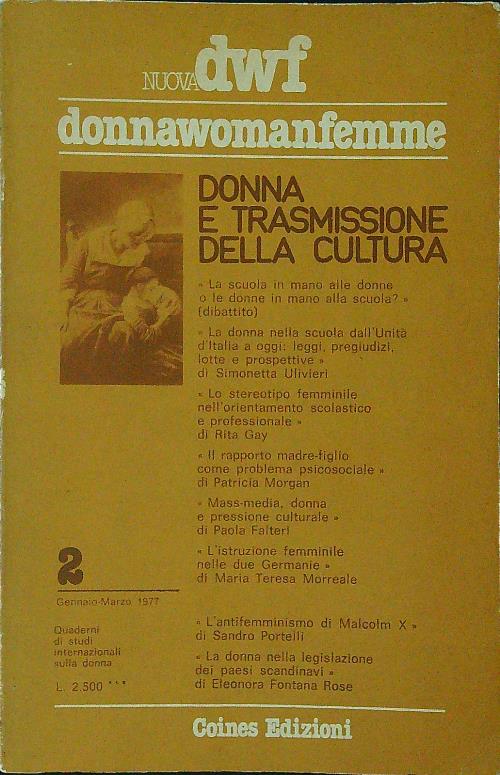 NUOVA dwf
donnawomanfemme
DONNA
E TRASMISSIONE
DELLA CULTURA
« La scuola in mano alle donne
o le donne in mano alla scuola? »
(dibattito)
« La donna nella scuola dall'Unità
d'Italia a oggi: leggi, pregiudizi,
lotte e prospettive »
di Simonetta Ulivieri
« Lo stereotipo femminile
nell'orientamento scolastico
e professionale »
di Rita Gay
« Il rapporto madre-figlio
come problema psicosociale »
di Patricia Morgan
« Mass-media, donna
e pressione culturale »
di Paola Falteri
« L'istruzione femminile
nelle due Germanie »
di Maria Teresa Morreale
2
Gennaio-Marzo 1977
Quaderni
di studi
internazionali
sulla donna
L. 2.500
« L'antifemminismo di Malcolm X »
di Sandro Portelli
« La donna nella legislazione
dei paesi scandinavi »
di Eleonora Fontana Rose
Coines Edizioni